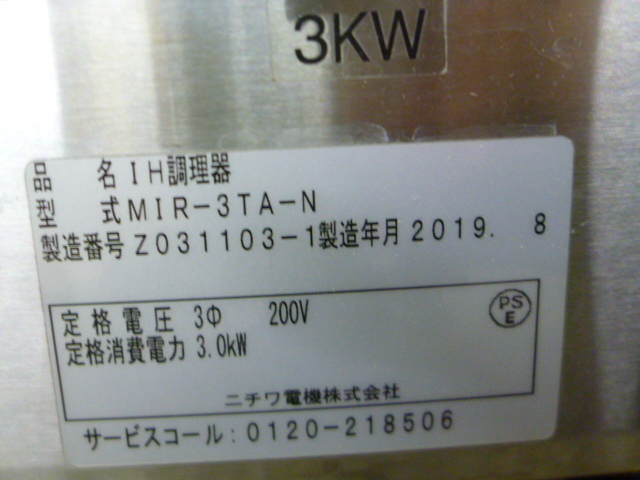 3KW
品 名 IH調理器
型 式 MIR-3TA-N
製造番号 Z031103-1 製造年月 2019. 8
定格電圧 3Φ 200V
PS
E
定格消費電力 3.0kW
ニチワ電機株式会社
サービスコール:0120-218506